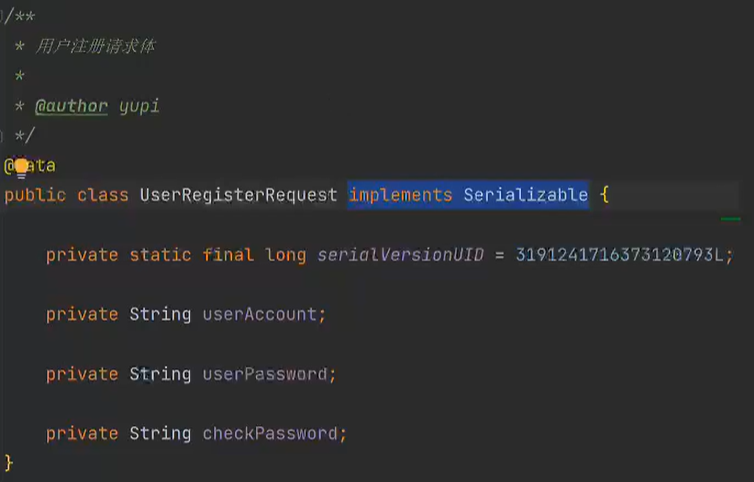 /**
* 用户注册请求体
*
* @author yupi
*/
@Data
public class UserRegisterRequest implements Serializable {
private static final long serialVersionUID = 3191241716373120793L;
private String userAccount;
private String userPassword;
private String checkPassword;
}